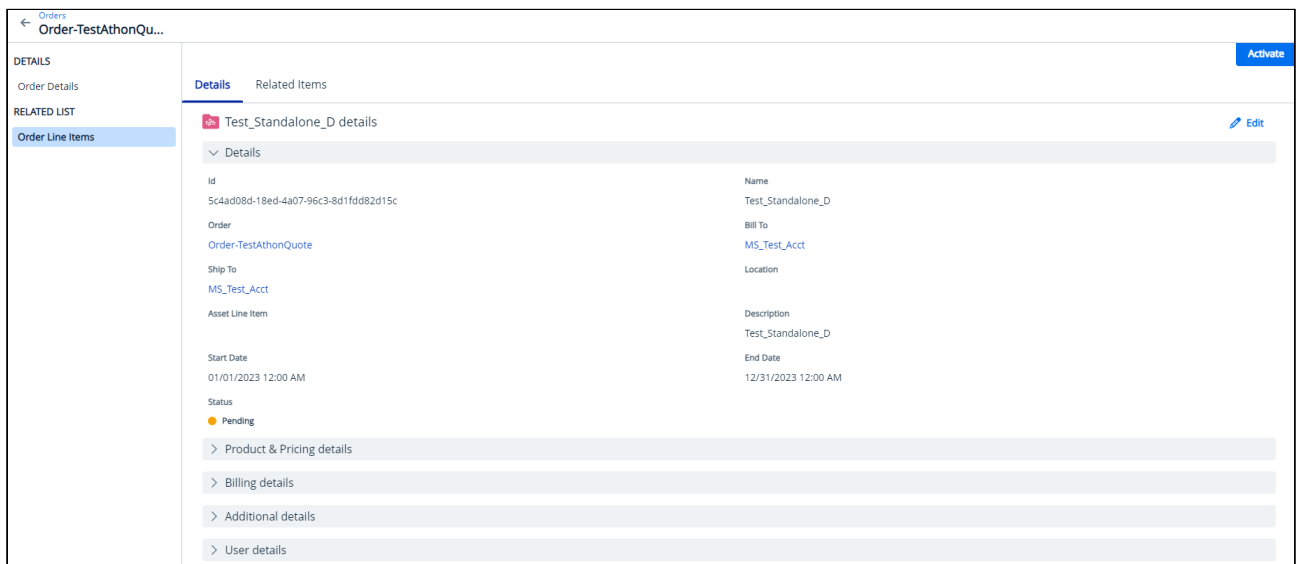 Orders
Order-TestAthonQu...
Activate
DETAILS
Order Details
RELATED LIST
Order Line Items
Details Related Items
Test_Standalone_D details
Edit
Details
Id
5c4ad08d-18ed-4a07-96c3-8d1fdd82d15c
Name
Test_Standalone_D
Order
Order-TestAthonQuote
Bill To
MS_Test_Acct
Ship To
MS_Test_Acct
Location
Asset Line Item
Description
Test_Standalone_D
Start Date
01/01/2023 12:00 AM
End Date
12/31/2023 12:00 AM
Status
Pending
Product & Pricing details
Billing details
Additional details
User details